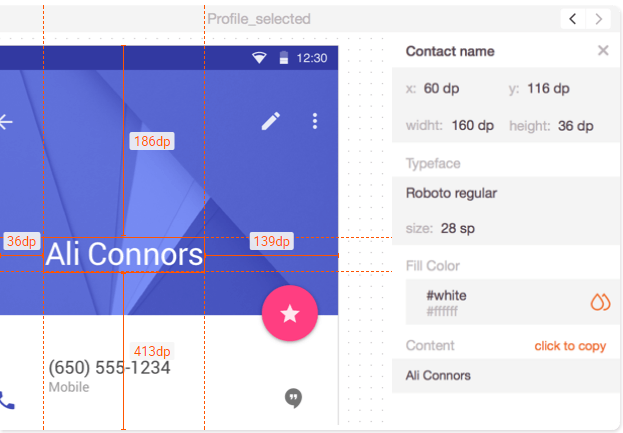 Profile_selected
12:30
186dp
36dp
139dp
Ali Connors
413dp
(650) 555-1234
Mobile
Contact name
x: 60 dp y: 116 dp
widht: 160 dp height: 36 dp
Typeface
Roboto regular
size: 28 sp
Fill Color
#white
#ffffff
Content click to copy
Ali Connors